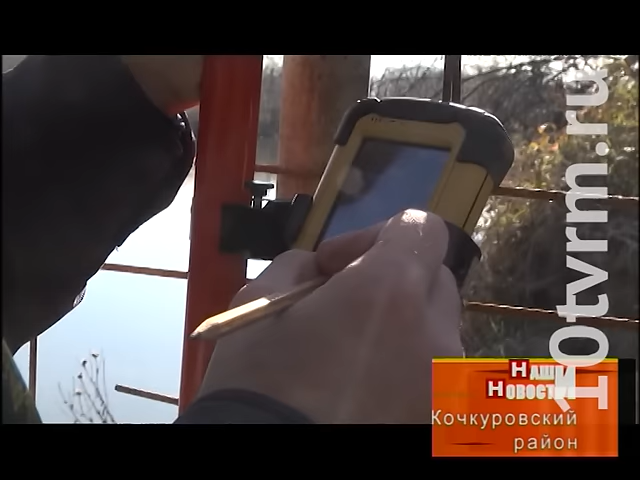 10tvrm.ru
Наши
Новости
Кочкуровский
район